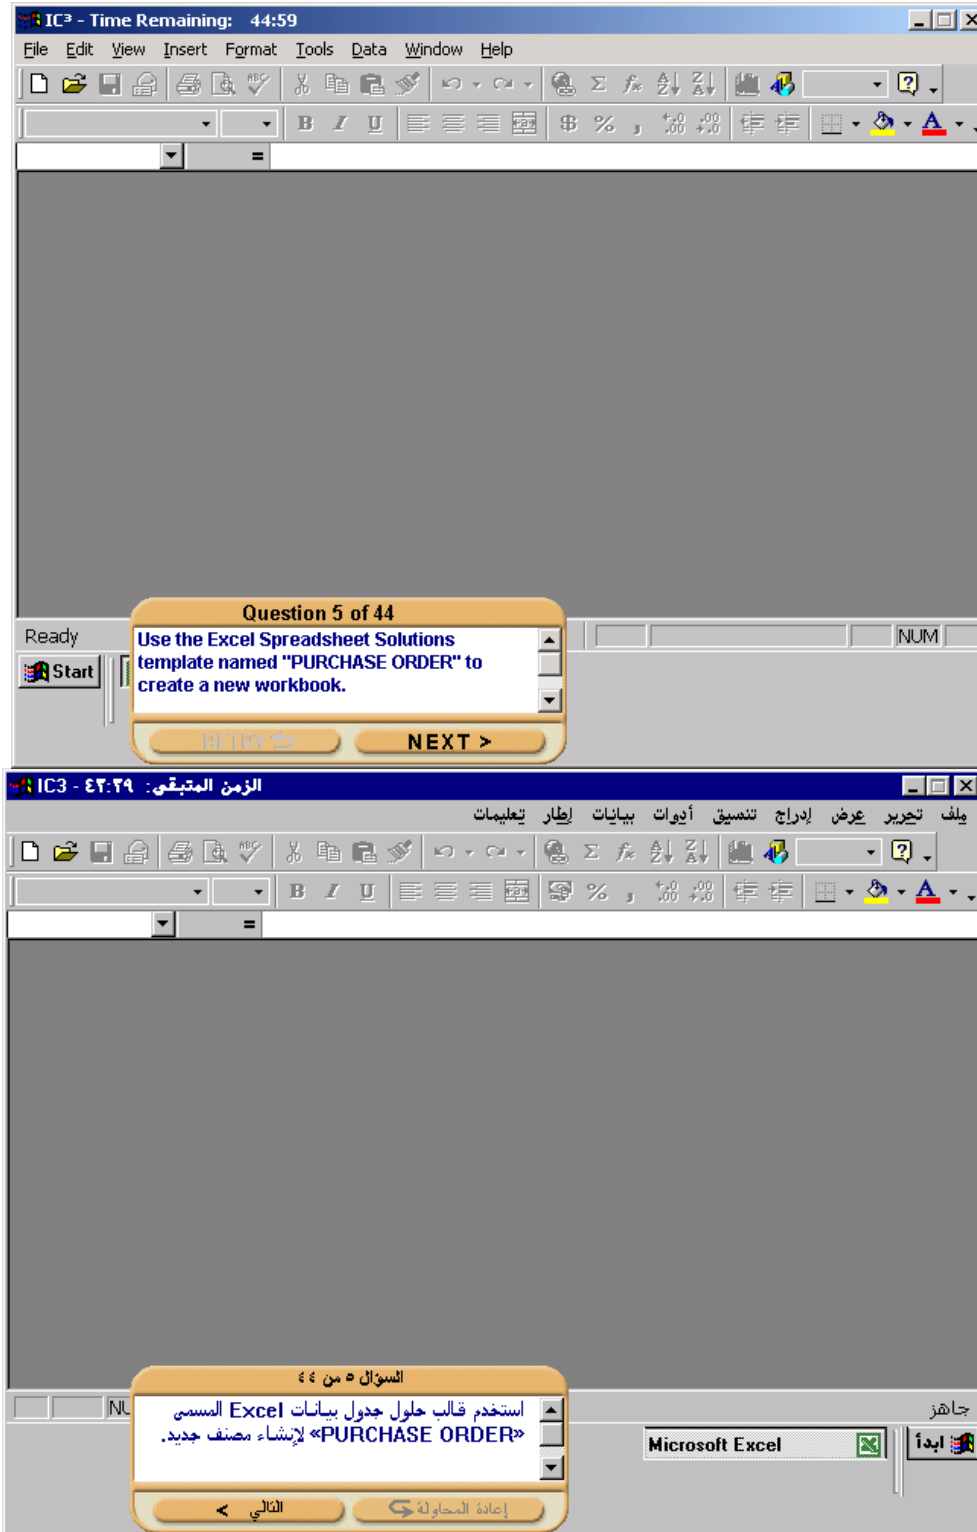 IC³ - Time Remaining: 44:59
File Edit View Insert Format Tools Data Window Help
B I U $ % ,
=
Question 5 of 44
Use the Excel Spreadsheet Solutions
template named "PURCHASE ORDER" to
create a new workbook.
RETRY
NEXT >
Ready
NUM
Start
IC3 - الزمن المتبقي: ٤٣:٣٩
ملف تحرير عرض إدراج تنسيق أدوات بيانات إطار تعليمات
B I U % ,
=
السؤال ٥ من ٤٤
استخدم قالب حلول جدول بيانات Excel المسمى
«PURCHASE ORDER» لإنشاء مصنف جديد.
إعادة المحاولة
التالي >
جاهز
NU
ابدأ
Microsoft Excel